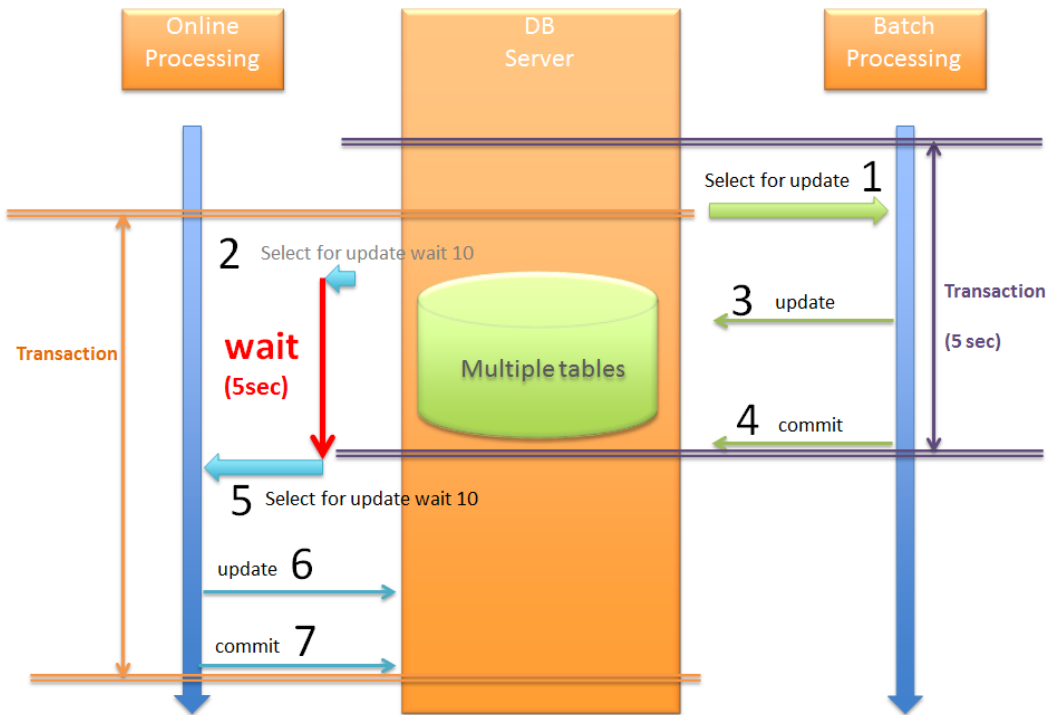 Online
Processing
DB
Server
Batch
Processing
Select for update 1
2 Select for update wait 10
3 update
Transaction
(5 sec)
Transaction
wait
(5sec)
Multiple tables
4 commit
5 Select for update wait 10
update 6
commit 7